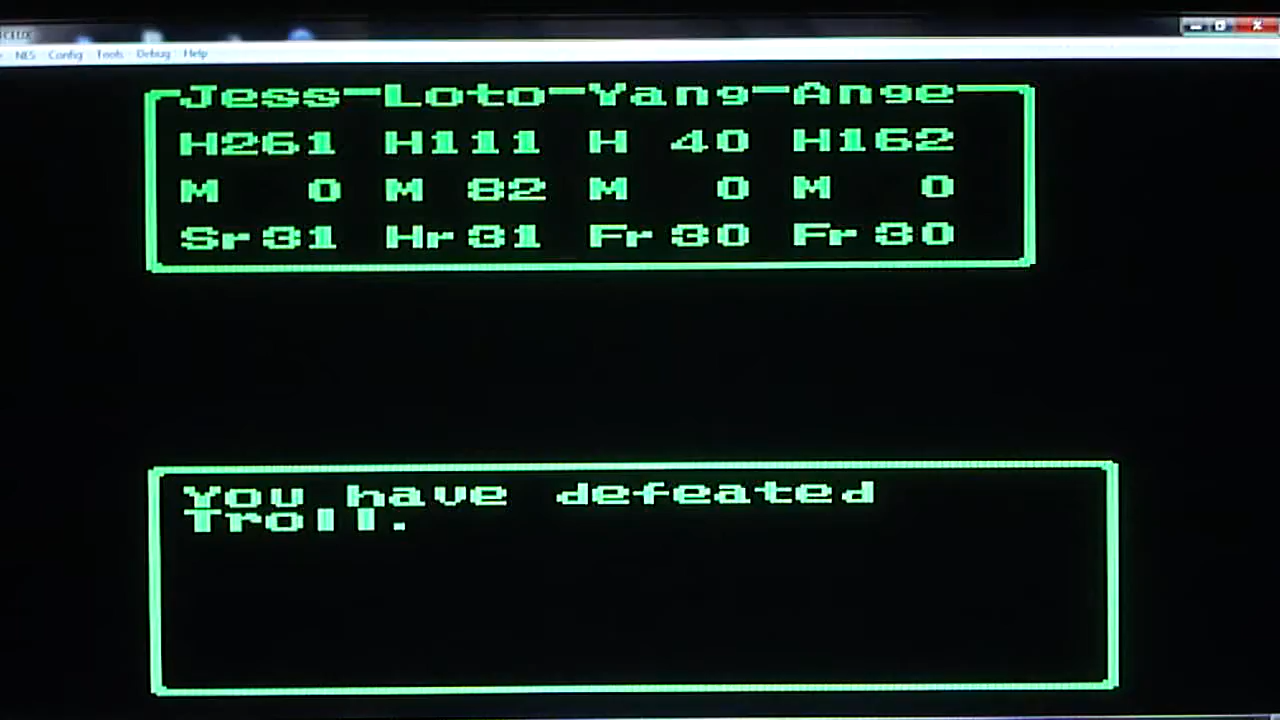 NES Config Tools Debug Help
Jess Loto Yang Ange
H261 H111 H 40 H162
M 0 M 82 M 0 M 0
Sr31 Hr31 Fr30 Fr30
You have defeated
Troll.